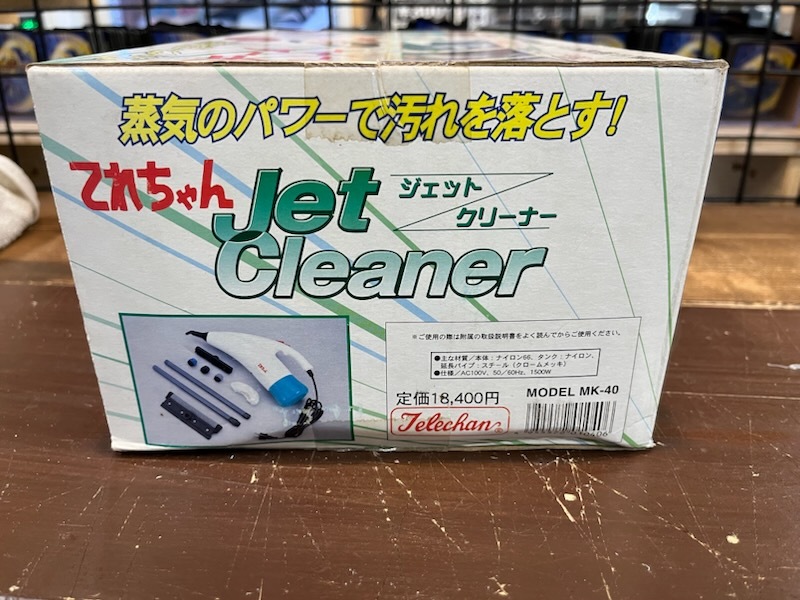 蒸気のパワーで汚れを落とす!
てれちゃん
Jet
Cleaner
ジェット
クリーナー
※ご使用の際は附属の取扱説明書をよく読んでからご使用ください。
●主な材質/本体:ナイロン66、タンク:ナイロン、
延長パイプ:スチール(クロームメッキ)
●仕様/AC100V、50/60Hz、1500W
定価18,400円
MODEL MK-40
Telechan